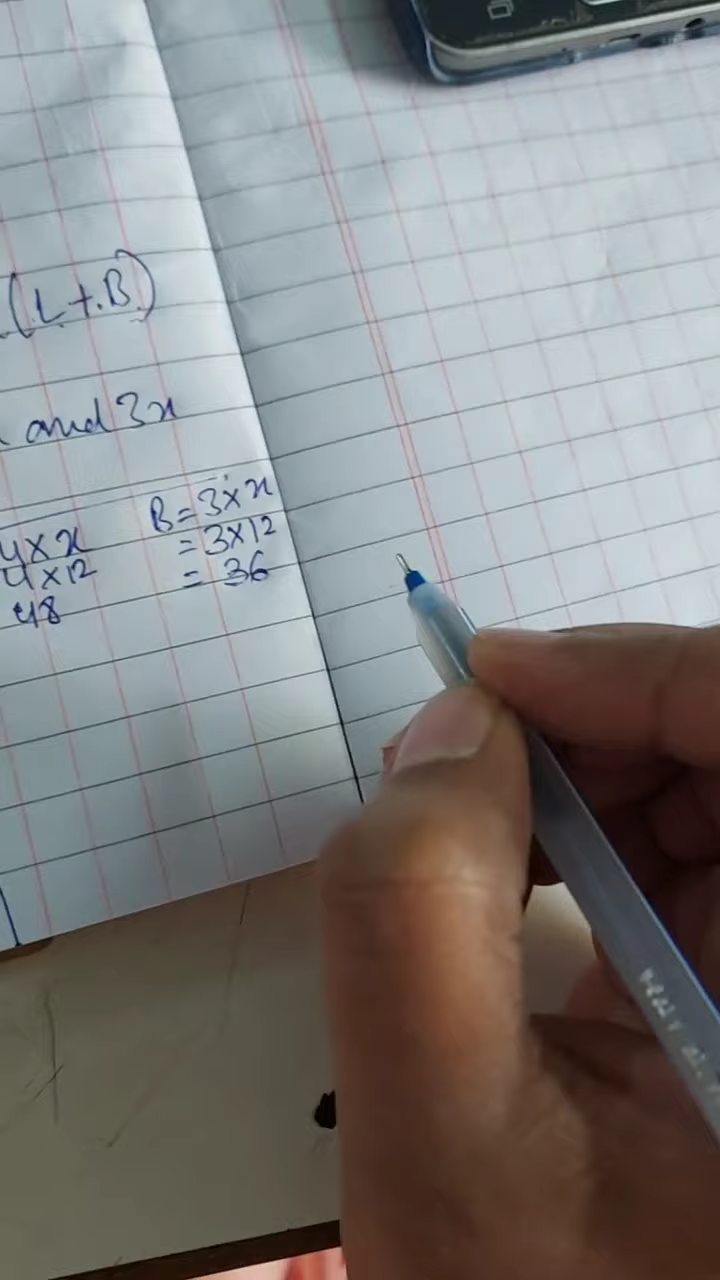 (L+B)
and 3x
4×x B=3×x
4×12 =3×12
48 = 36